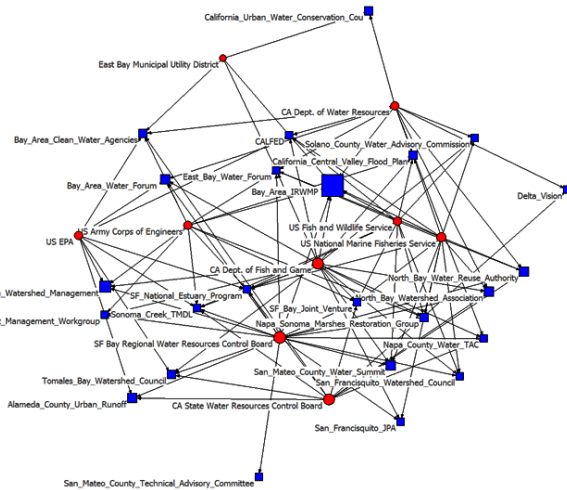 California_Urban_Water_Conservation_Cou
East Bay Municipal Utility District
CA Dept. of Water Resources
Bay_Area_Clean_Water_Agencies
CALFED
Solano_County_Water_Advisory_Commission
California_Central_Valley_Flood_Plan
Bay_Area_Water_Forum
East_Bay_Water_Forum
Bay_Area_IRWMP
Delta_Vision
US Army Corps of Engineers
US Fish and Wildlife Service
US EPA
US National Marine Fisheries Service
CA Dept. of Fish and Game
North_Bay_Water_Reuse_Authority
_Watershed_Management
SF_National_Estuary_Program
North_Bay_Watershed_Association
SF_Bay_Joint_Venture
_Management_Workgroup
Sonoma_Creek_TMDL
Napa_Sonoma_Marshes_Restoration_Group
SF Bay Regional Water Resources Control Board
Napa_County_Water_TAC
San_Mateo_County_Water_Summit
Tomales_Bay_Watershed_Council
San_Francisquito_Watershed_Council
Alameda_County_Urban_Runoff
CA State Water Resources Control Board
San_Francisquito_JPA
San_Mateo_County_Technical_Advisory_Committee